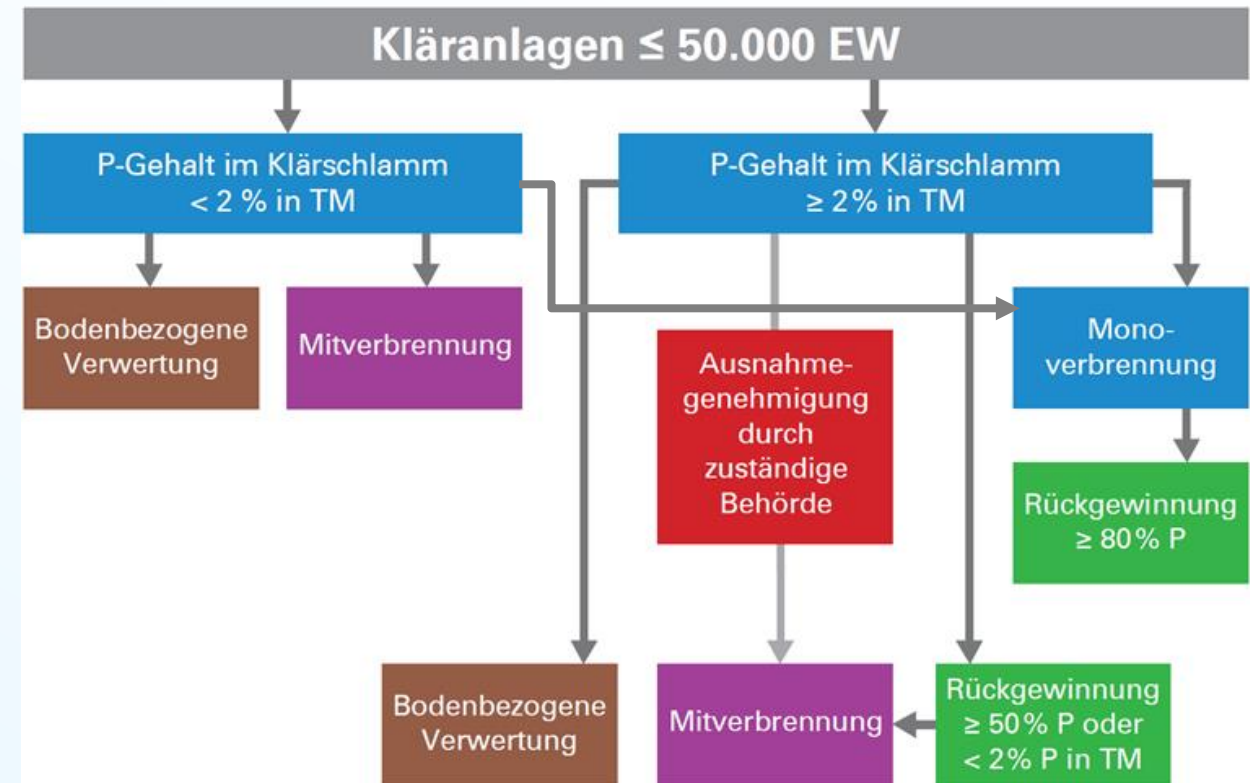 Kläranlagen ≤ 50.000 EW
P-Gehalt im Klärschlamm
< 2 % in TM
P-Gehalt im Klärschlamm
≥ 2% in TM
Bodenbezogene
Verwertung
Mitverbrennung
Ausnahme-
genehmigung
durch
zuständige
Behörde
Mono-
verbrennung
Rückgewinnung
≥ 80% P
Bodenbezogene
Verwertung
Mitverbrennung
Rückgewinnung
≥ 50% P oder
< 2% P in TM